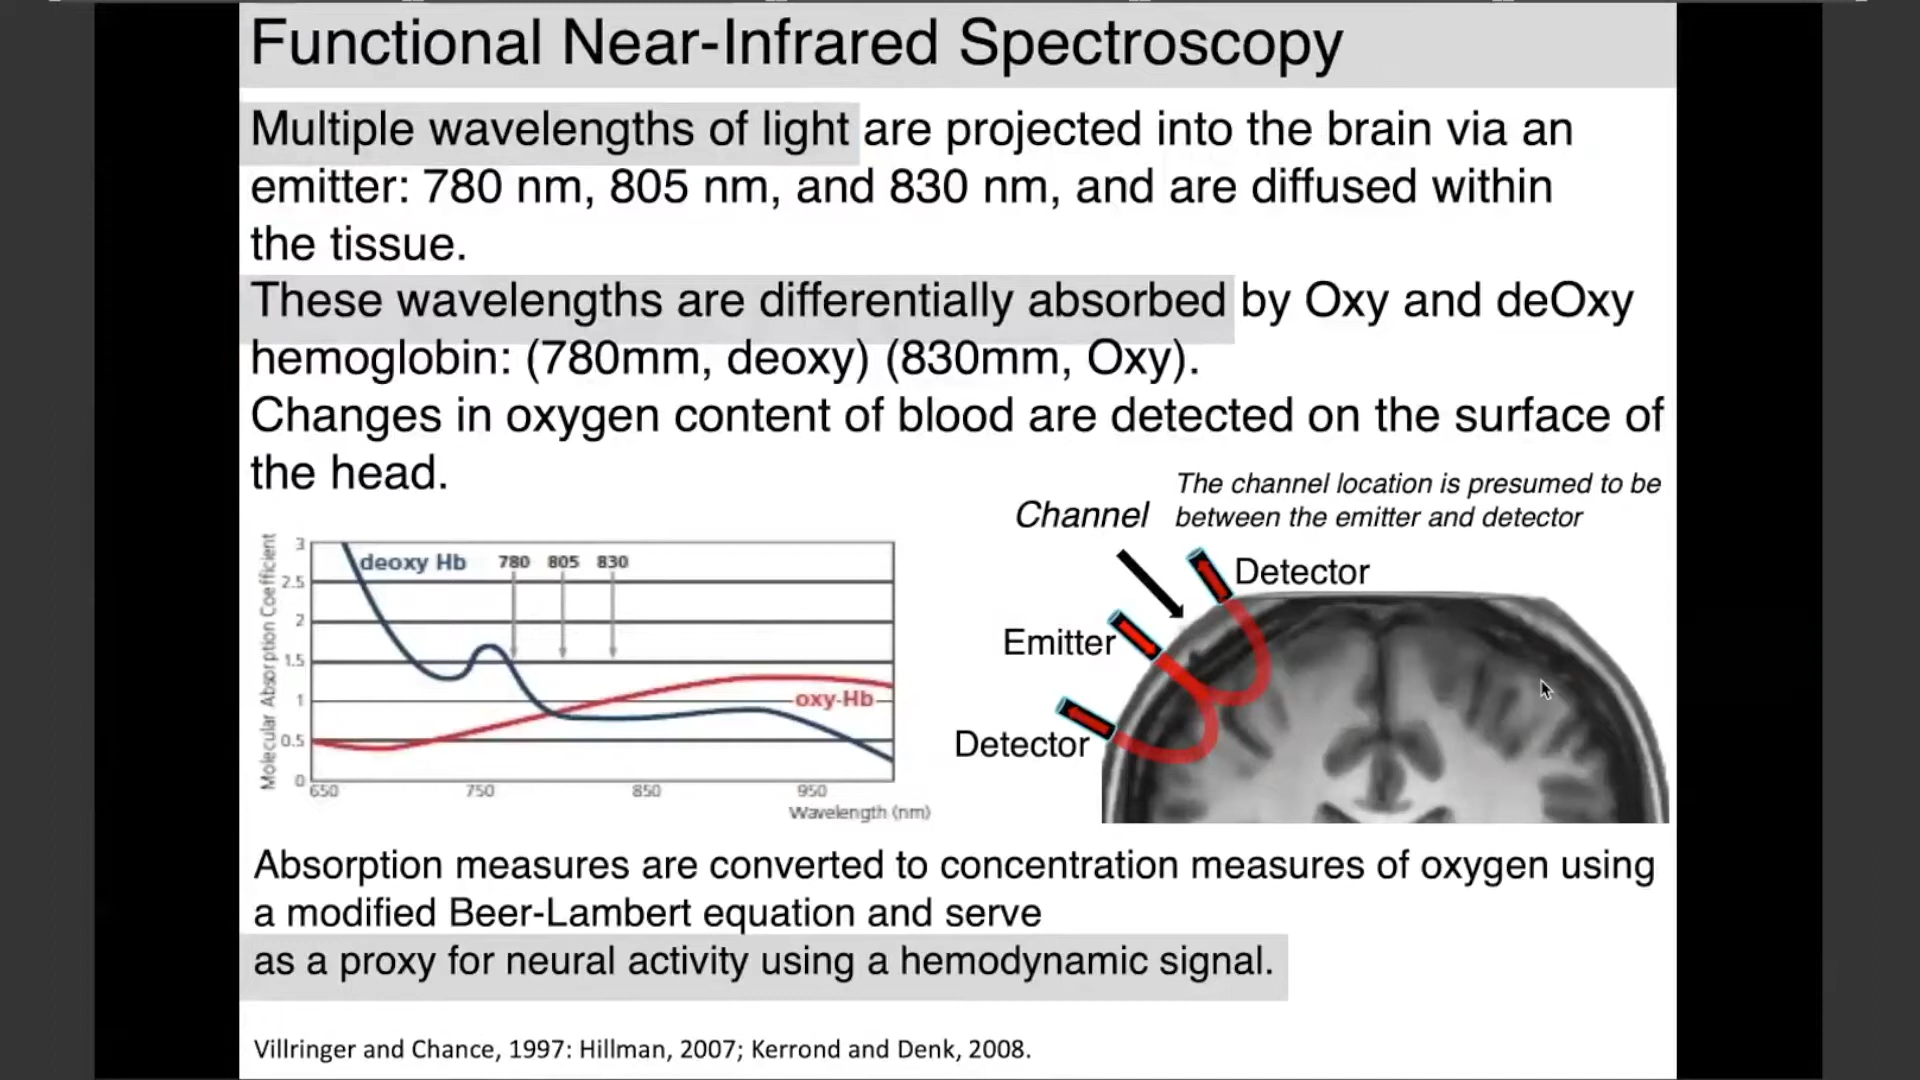 Functional Near-Infrared Spectroscopy
Multiple wavelengths of light are projected into the brain via an
emitter: 780 nm, 805 nm, and 830 nm, and are diffused within
the tissue.
These wavelengths are differentially absorbed by Oxy and deOxy
hemoglobin: (780mm, deoxy) (830mm, Oxy).
Changes in oxygen content of blood are detected on the surface of
the head.
The channel location is presumed to be
between the emitter and detector
Channel
Detector
Emitter
Detector
Molecular Absorption Coefficient
3
2.5
2
1.5
1
0.5
0
deoxy Hb
780 805 830
oxy-Hb
650 750 850 950
Wavelength (nm)
Absorption measures are converted to concentration measures of oxygen using
a modified Beer-Lambert equation and serve
as a proxy for neural activity using a hemodynamic signal.
Villringer and Chance, 1997: Hillman, 2007; Kerrond and Denk, 2008.